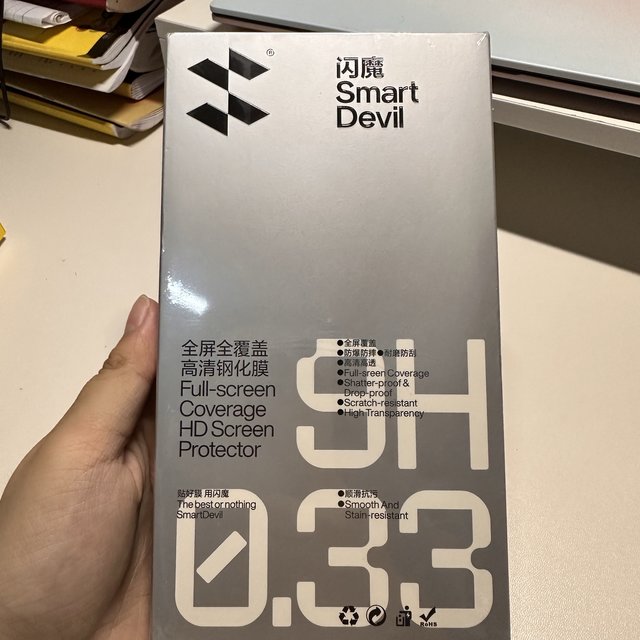 ®
闪魔
Smart
Devil
全屏全覆盖
高清钢化膜
Full-screen
Coverage
HD Screen
Protector
9H
●全屏覆盖
●防爆防摔●耐磨防刮
●高清高透
●Full-sreen Coverage
●Shatter-proof &
Drop-proof
●Scratch-resistant
●High Transparency
贴好膜 用闪魔
The best or nothing
SmartDevil
●顺滑抗污
●Smooth And
Stain-resistant
0.33
RoHS